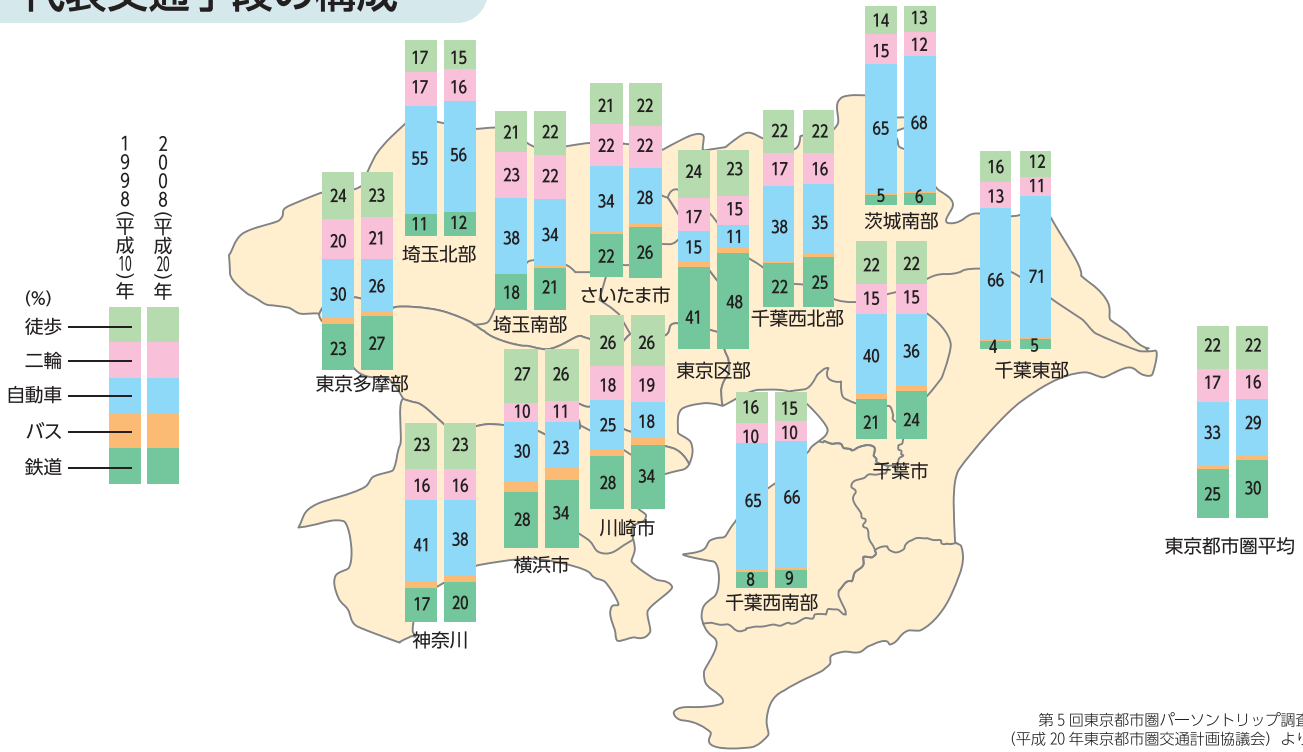 代表交通手段の構成
1998(平成10)年
2008(平成20)年
(%)
徒歩
二輪
自動車
バス
鉄道
24 20 30 23
23 21 26 27
東京多摩部
17 17 55 11
15 16 56 12
埼玉北部
21 23 38 18
22 22 34 21
埼玉南部
21 22 34 22
22 22 28 26
さいたま市
24 17 15 41
23 15 11 48
東京区部
22 17 38 22
22 16 35 25
千葉西北部
14 15 65 5
13 12 68 6
茨城南部
16 13 66 4
12 11 71 5
千葉東部
22 15 40 21
22 15 36 24
千葉市
23 16 41 17
23 16 38 20
神奈川
27 10 30 28
26 11 23 34
横浜市
26 18 25 28
26 19 18 34
川崎市
16 10 65 8
15 10 66 9
千葉西南部
22 17 33 25
22 16 29 30
東京都市圏平均
第5回東京都市圏パーソントリップ調査
(平成20年東京都市圏交通計画協議会)より